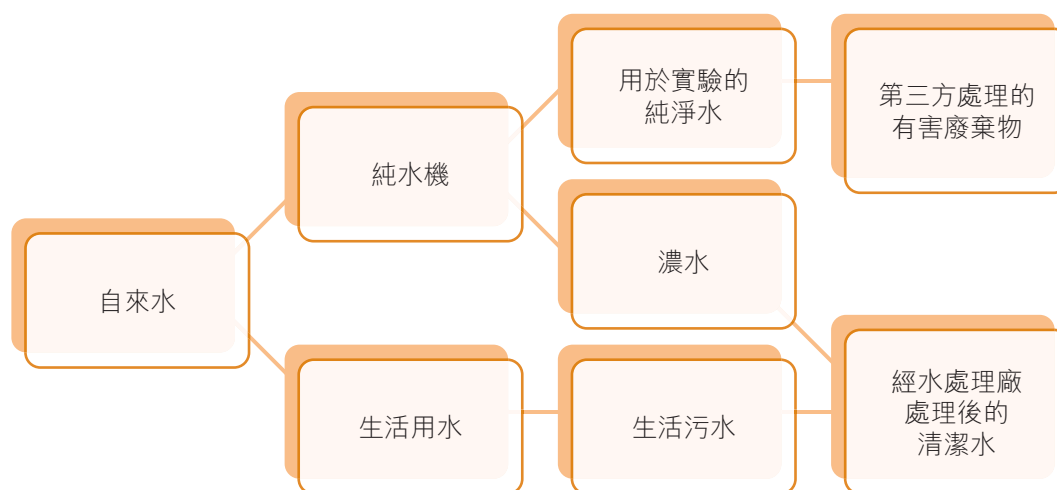 自來水
純水機
用於實驗的
純淨水
第三方處理的
有害廢棄物
濃水
生活用水
生活污水
經水處理廠
處理後的
清潔水